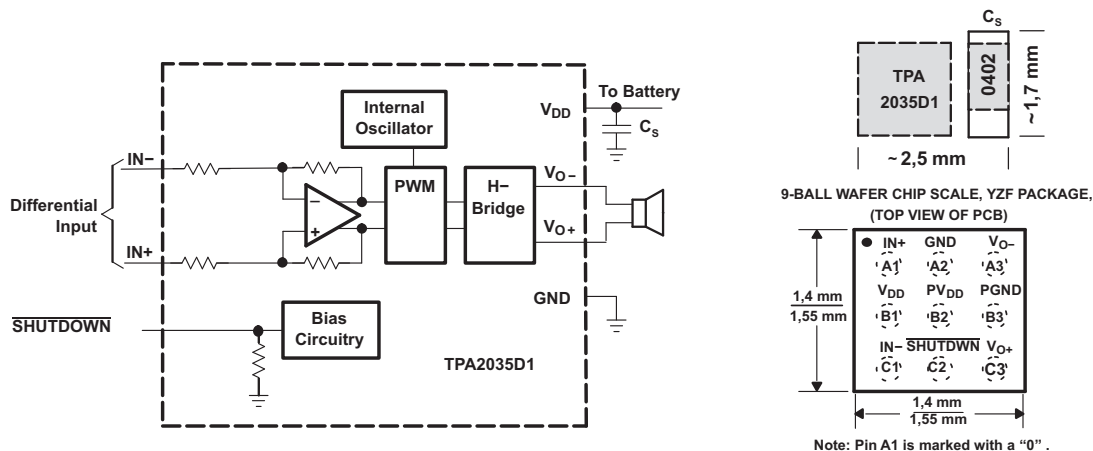 Differential
Input
IN−
IN+
SHUTDOWN
Internal
Oscillator
PWM
H−
Bridge
Bias
Circuitry
TPA2035D1
VDD
To Battery
CS
VO−
VO+
GND
−
+
CS
TPA
2035D1
0402
~1,7 mm
~ 2,5 mm
9-BALL WAFER CHIP SCALE, YZF PACKAGE,
(TOP VIEW OF PCB)
IN+ GND VO−
A1 A2 A3
VDD PVDD PGND
B1 B2 B3
IN− SHUTDWN VO+
C1 C2 C3
1,4 mm
1,55 mm
1,4 mm
1,55 mm
Note: Pin A1 is marked with a “0” .